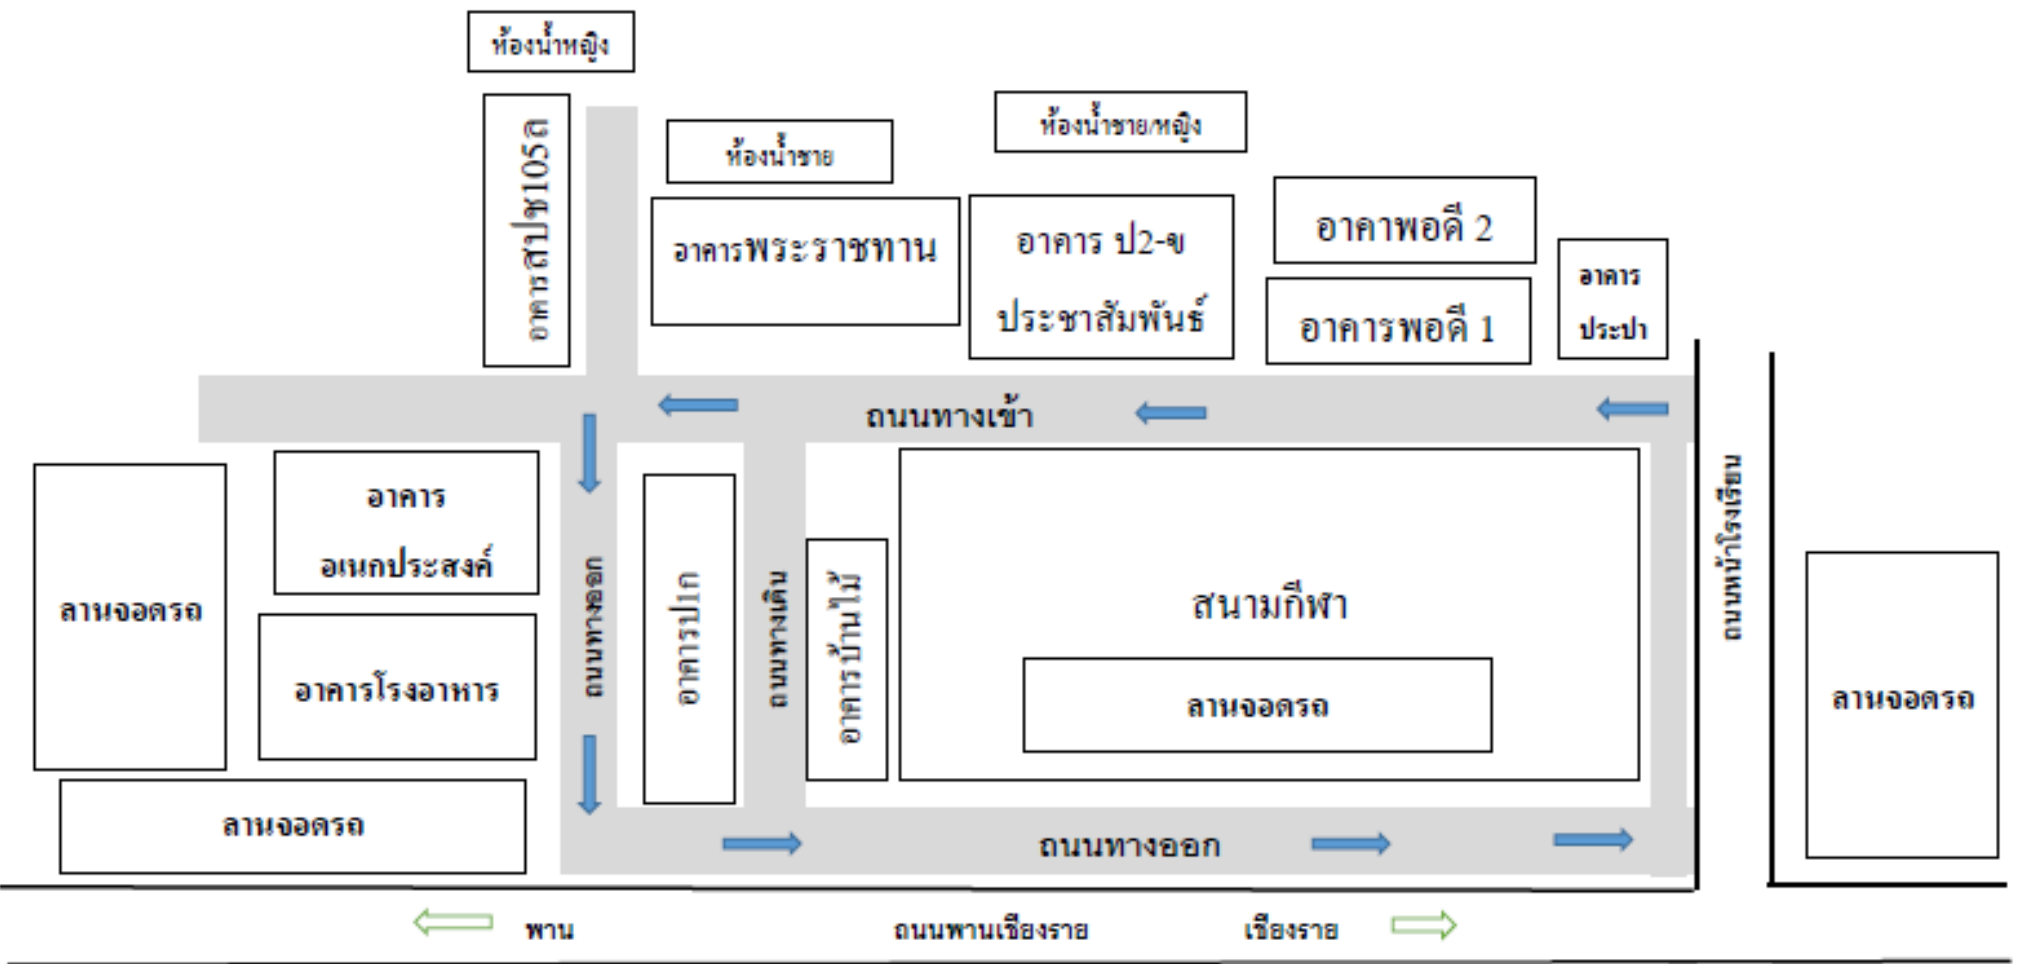 ห้องน้ำหญิง
อาคารสปช105ล
ห้องน้ำชาย
ห้องน้ำชาย/หญิง
อาคารพระราชทาน
อาคาร ป2-ข
ประชาสัมพันธ์
อาคาพอดี 2
อาคารพอดี 1
อาคาร
ประปา
ถนนทางเข้า
ลานจอดรถ
อาคาร
อเนกประสงค์
อาคารโรงอาหาร
ลานจอดรถ
ถนนทางออก
อาคารป1ก
ถนนทางเดิน
อาคารบ้านไม้
สนามกีฬา
ลานจอดรถ
ถนนหน้าโรงเรียน
ลานจอดรถ
ถนนทางออก
พาน
ถนนพานเชียงราย
เชียงราย